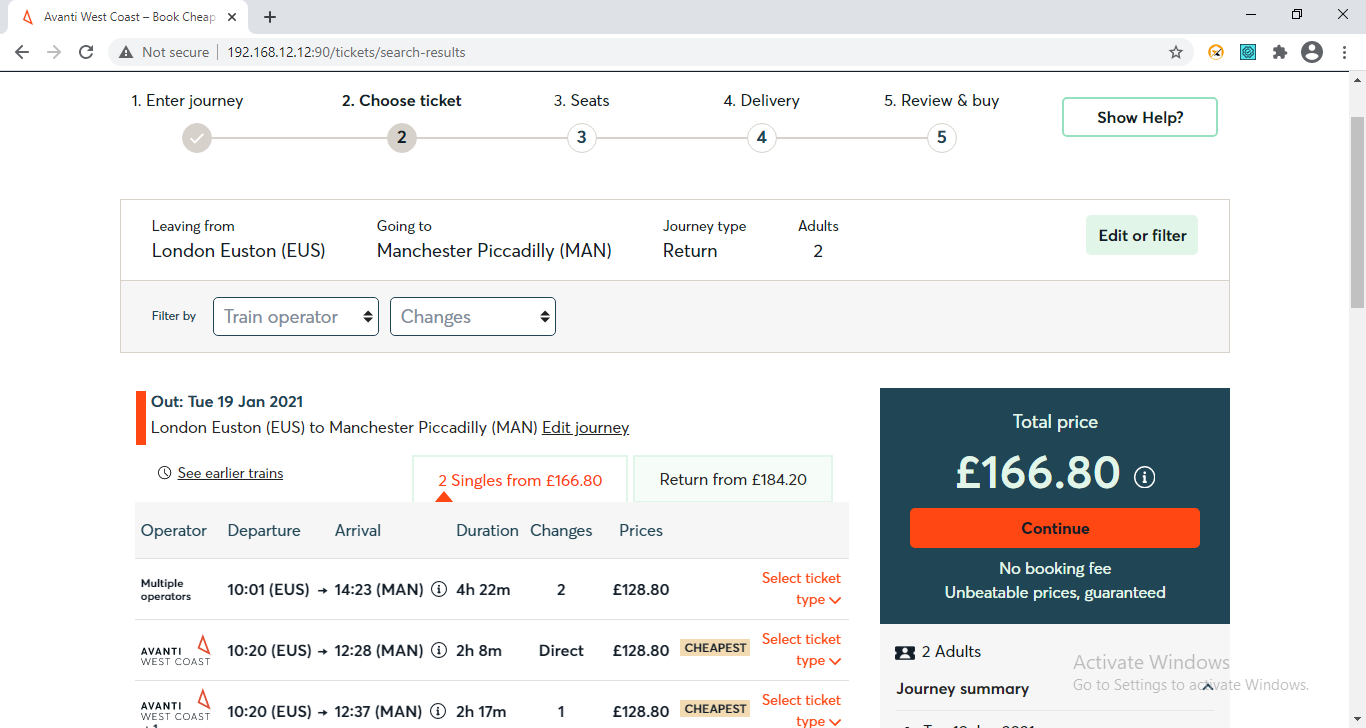 Avanti West Coast – Book Cheap
Not secure
192.168.12.12:90/tickets/search-results
1. Enter journey
2. Choose ticket
3. Seats
4. Delivery
5. Review & buy
2
3
4
5
Show Help?
Leaving from
Going to
Journey type
Adults
London Euston (EUS)
Manchester Piccadilly (MAN)
Return
2
Edit or filter
Filter by
Train operator
Changes
Out: Tue 19 Jan 2021
London Euston (EUS) to Manchester Piccadilly (MAN) Edit journey
See earlier trains
2 Singles from £166.80
Return from £184.20
Operator Departure Arrival Duration Changes Prices
Multiple
operators
10:01 (EUS) → 14:23 (MAN) 4h 22m 2 £128.80
Select ticket
type
AVANTI
WEST COAST
10:20 (EUS) → 12:28 (MAN) 2h 8m Direct £128.80 CHEAPEST
Select ticket
type
AVANTI
WEST COAST
10:20 (EUS) → 12:37 (MAN) 2h 17m 1 £128.80 CHEAPEST
Select ticket
type
Total price
£166.80
Continue
No booking fee
Unbeatable prices, guaranteed
2 Adults
Journey summary
Activate Windows
Go to Settings to activate Windows.